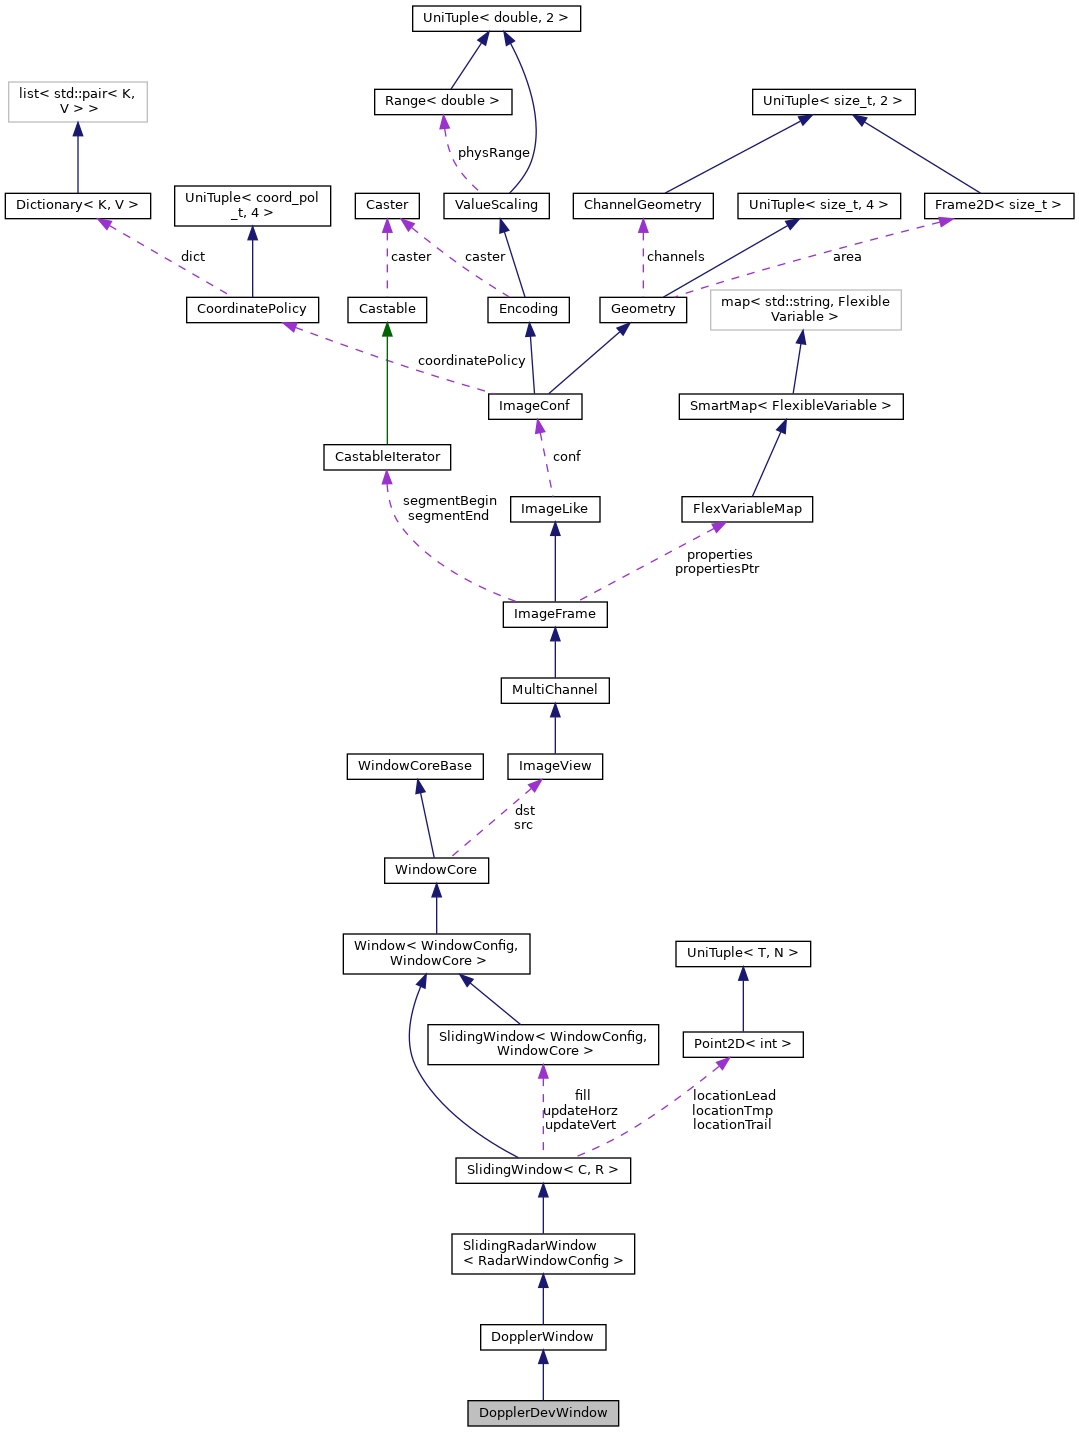 UniTuple< double, 2 >
list< std::pair< K,
V > >
Range< double >
UniTuple< size_t, 2 >
physRange
Dictionary< K, V >
UniTuple< coord_pol
_t, 4 >
Caster
ValueScaling
ChannelGeometry
UniTuple< size_t, 4 >
Frame2D< size_t >
dict
caster
caster
channels
area
CoordinatePolicy
Castable
Encoding
Geometry
map< std::string, Flexible
Variable >
coordinatePolicy
ImageConf
SmartMap< FlexibleVariable >
CastableIterator
conf
segmentBegin
segmentEnd
ImageLike
FlexVariableMap
properties
propertiesPtr
ImageFrame
MultiChannel
WindowCoreBase
ImageView
dst
src
WindowCore
Window< WindowConfig,
WindowCore >
UniTuple< T, N >
SlidingWindow< WindowConfig,
WindowCore >
Point2D< int >
fill
updateHorz
updateVert
locationLead
locationTmp
locationTrail
SlidingWindow< C, R >
SlidingRadarWindow
< RadarWindowConfig >
DopplerWindow
DopplerDevWindow